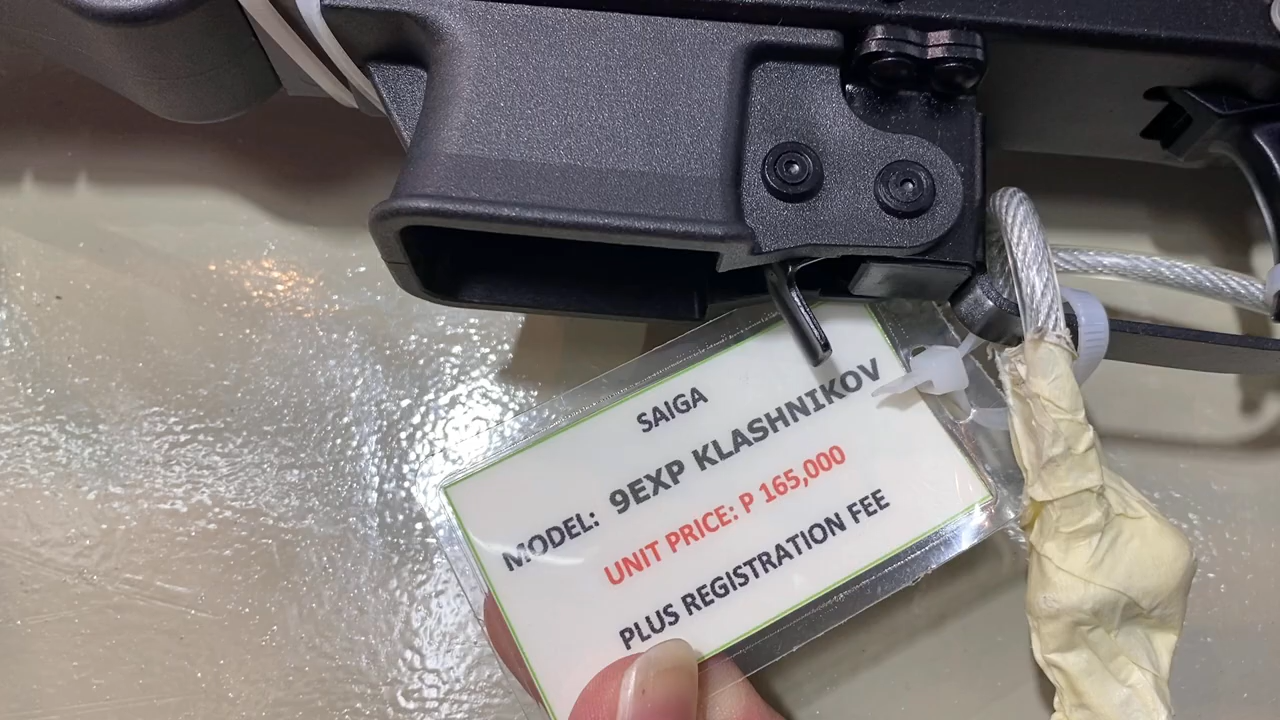 SAIGA
MODEL: 9EXP KLASHNIKOV
UNIT PRICE: P 165,000
PLUS REGISTRATION FEE